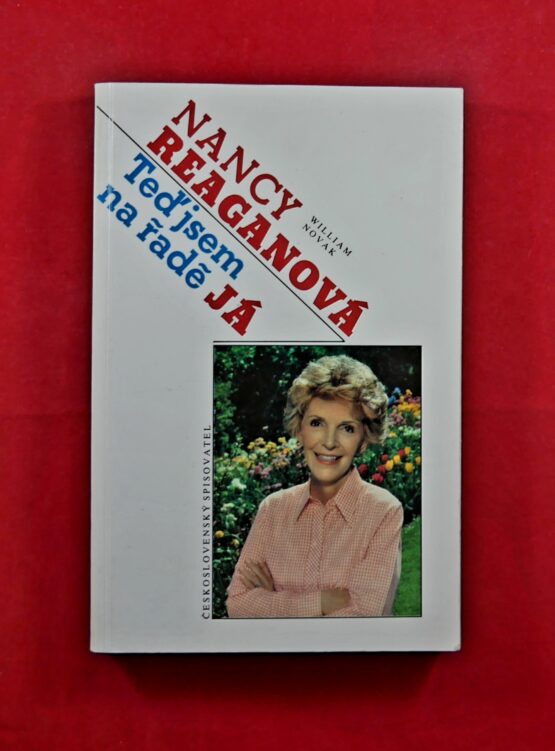 NANCY
REAGANOVÁ
WILLIAM
NOVAK
Teď jsem
na řadě JÁ
ČESKOSLOVENSKÝ SPISOVATEL